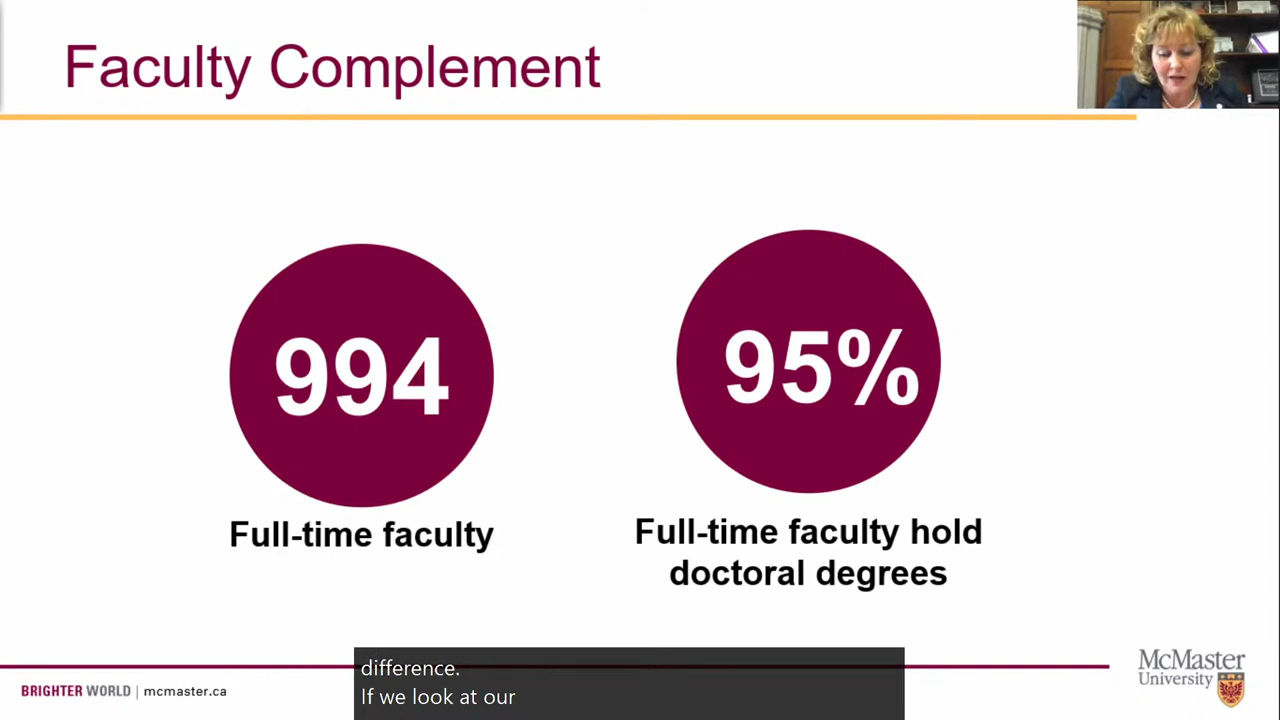 Faculty Complement
994
Full-time faculty
95%
Full-time faculty hold
doctoral degrees
difference.
If we look at our
BRIGHTER WORLD | mcmaster.ca
McMaster
University